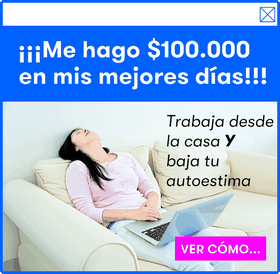 ¡¡¡Me hago $100.000
en mis mejores días!!!
Trabaja desde
la casa Y
baja tu
autoestima
VER CÓMO...